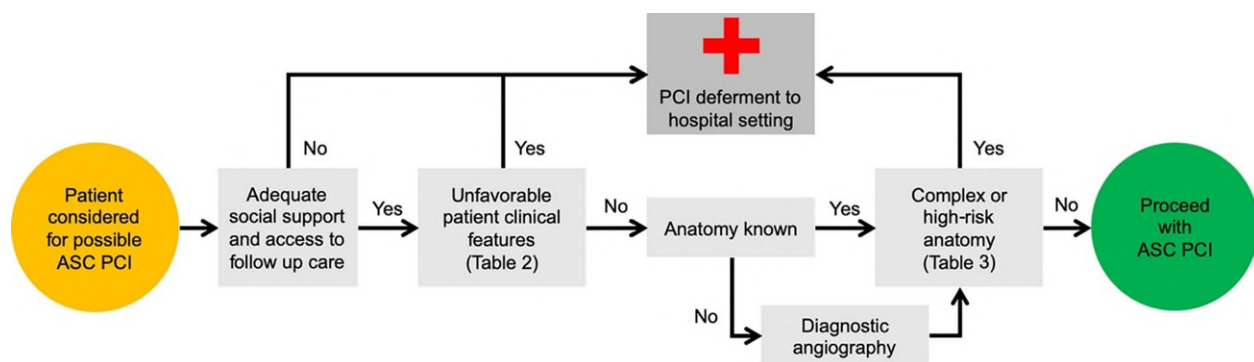 PCI deferment to
hospital setting
No
Yes
Yes
Patient
considered
for possible
ASC PCI
Adequate
social support
and access to
follow up care
Yes
Unfavorable
patient clinical
features
(Table 2)
No
Anatomy known
Yes
Complex or
high-risk
anatomy
(Table 3)
No
Proceed
with
ASC PCI
No
Diagnostic
angiography